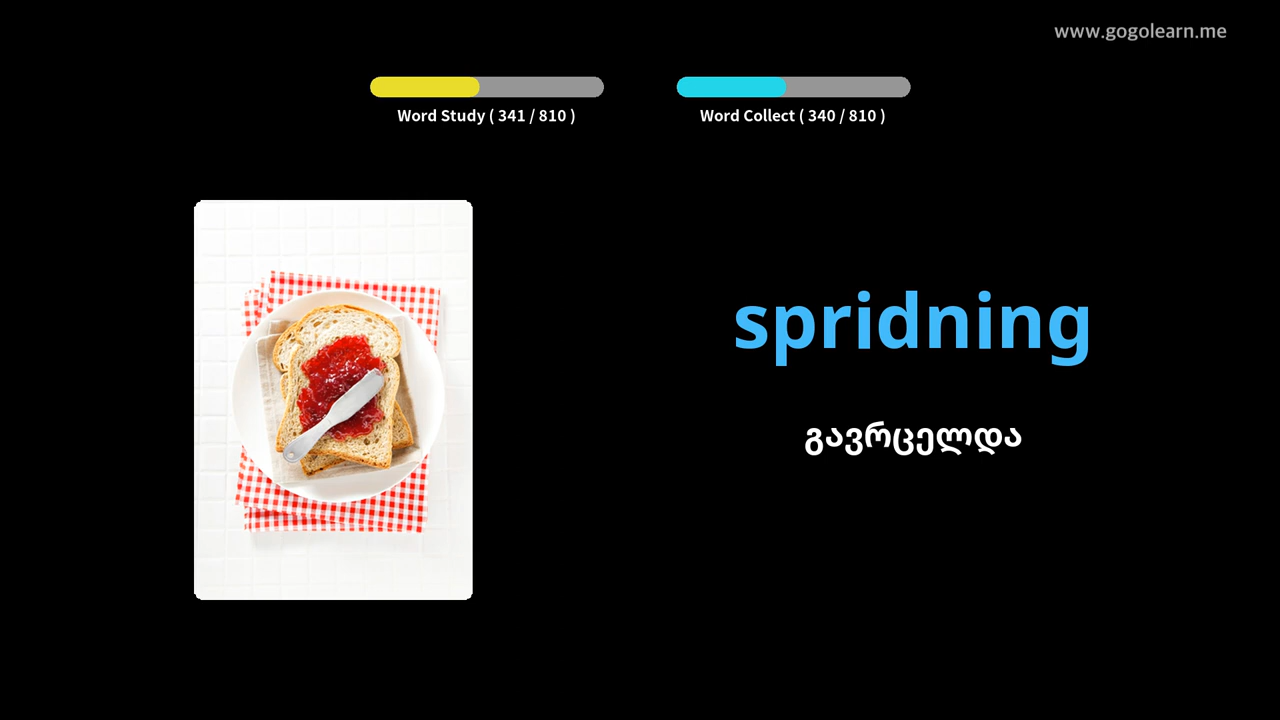 www.gogolearn.me
Word Study ( 341 / 810 )
Word Collect ( 340 / 810 )
spridning
გავრცელდა